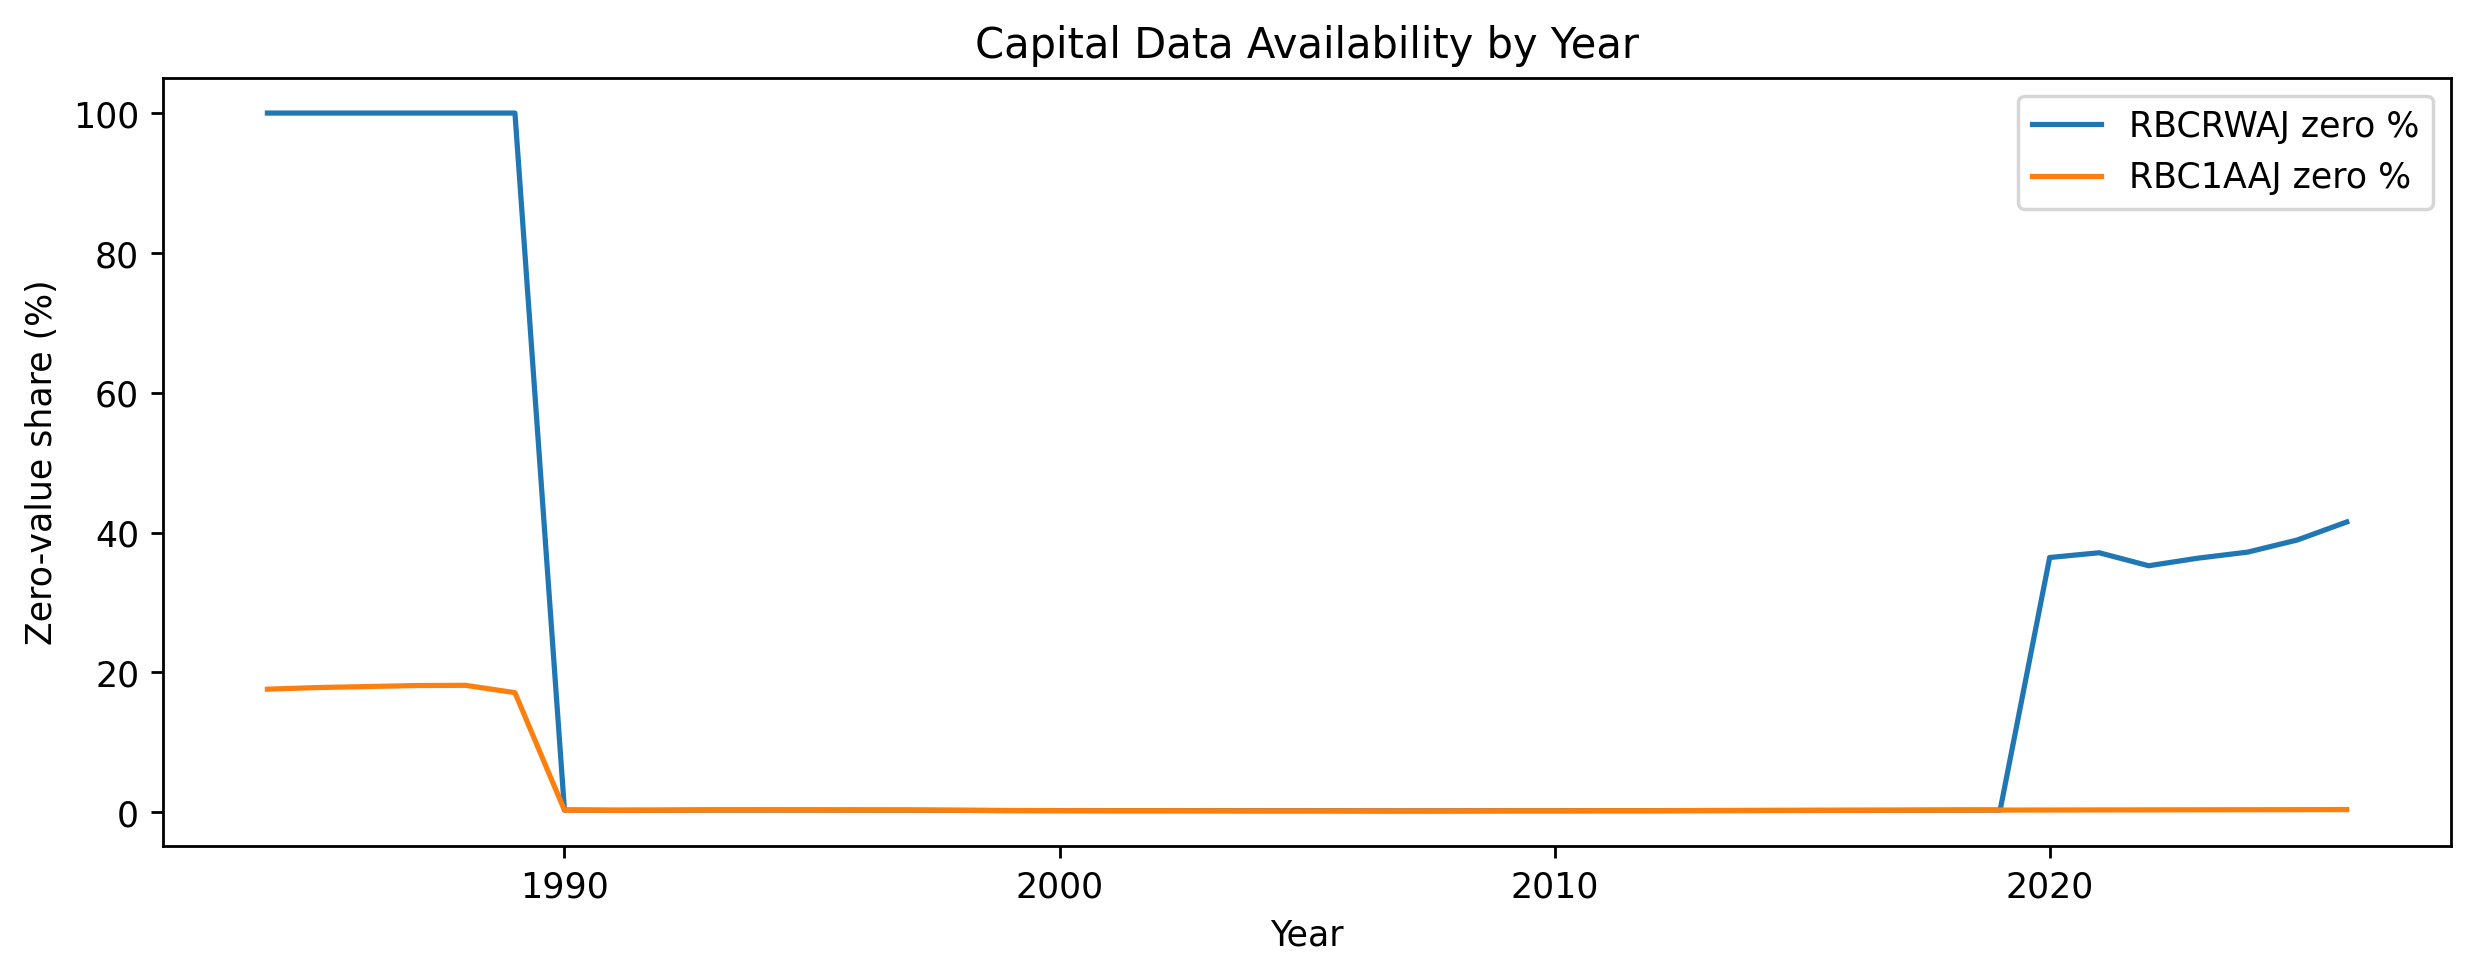 Capital Data Availability by Year
RBCRWAJ zero %
RBC1AAJ zero %
Zero-value share (%)
100
80
60
40
20
0
1990
2000
2010
2020
Year